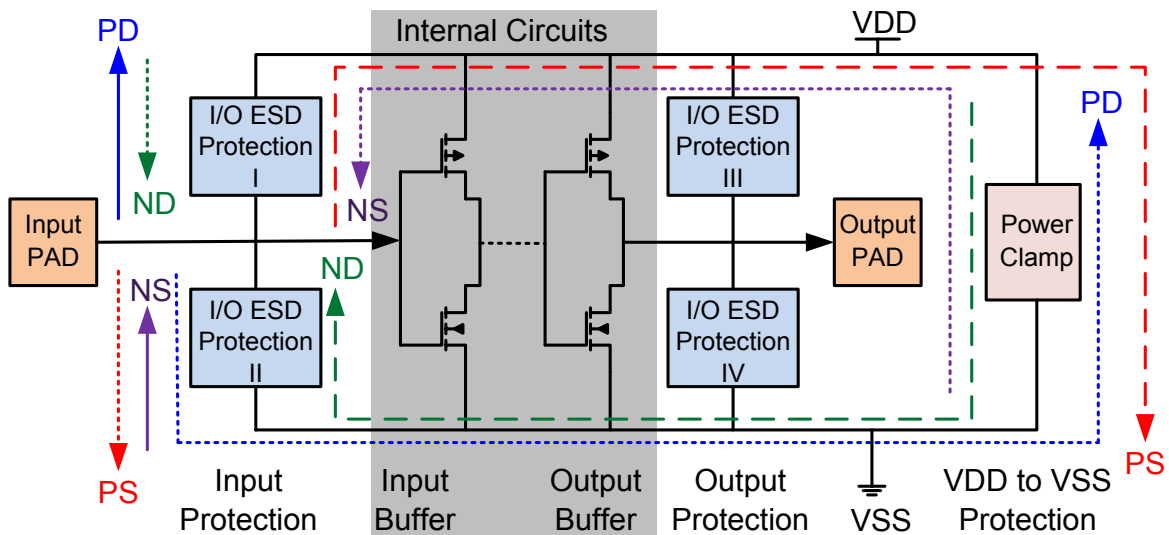 VDD
PD
Internal Circuits
ND
I/O ESD
Protection
I
NS
I/O ESD
Protection
III
PD
Input
PAD
Output
PAD
Power
Clamp
ND
NS
I/O ESD
Protection
II
I/O ESD
Protection
IV
PS
PS
Input
Protection
Input
Buffer
Output
Buffer
Output
Protection
VSS
VDD to VSS
Protection